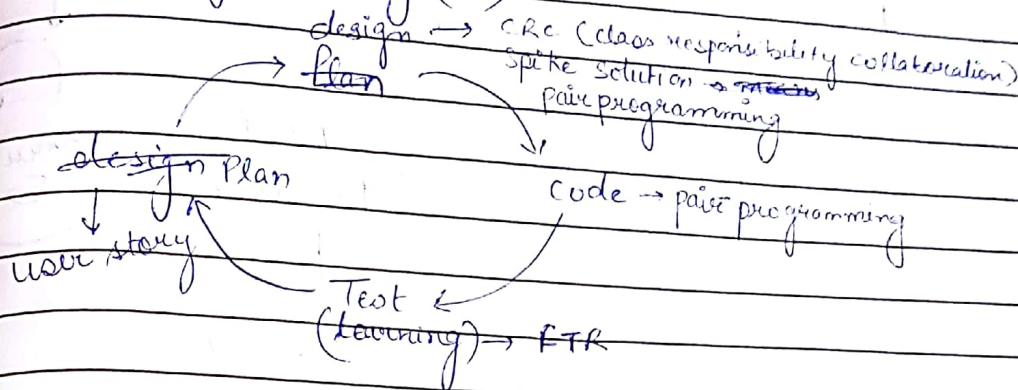 design → CRC (class responsibility collaboration)
Plan
spike solution →
pair programming
design Plan
code → pair programming
user story
Test
(Learning) → FTR